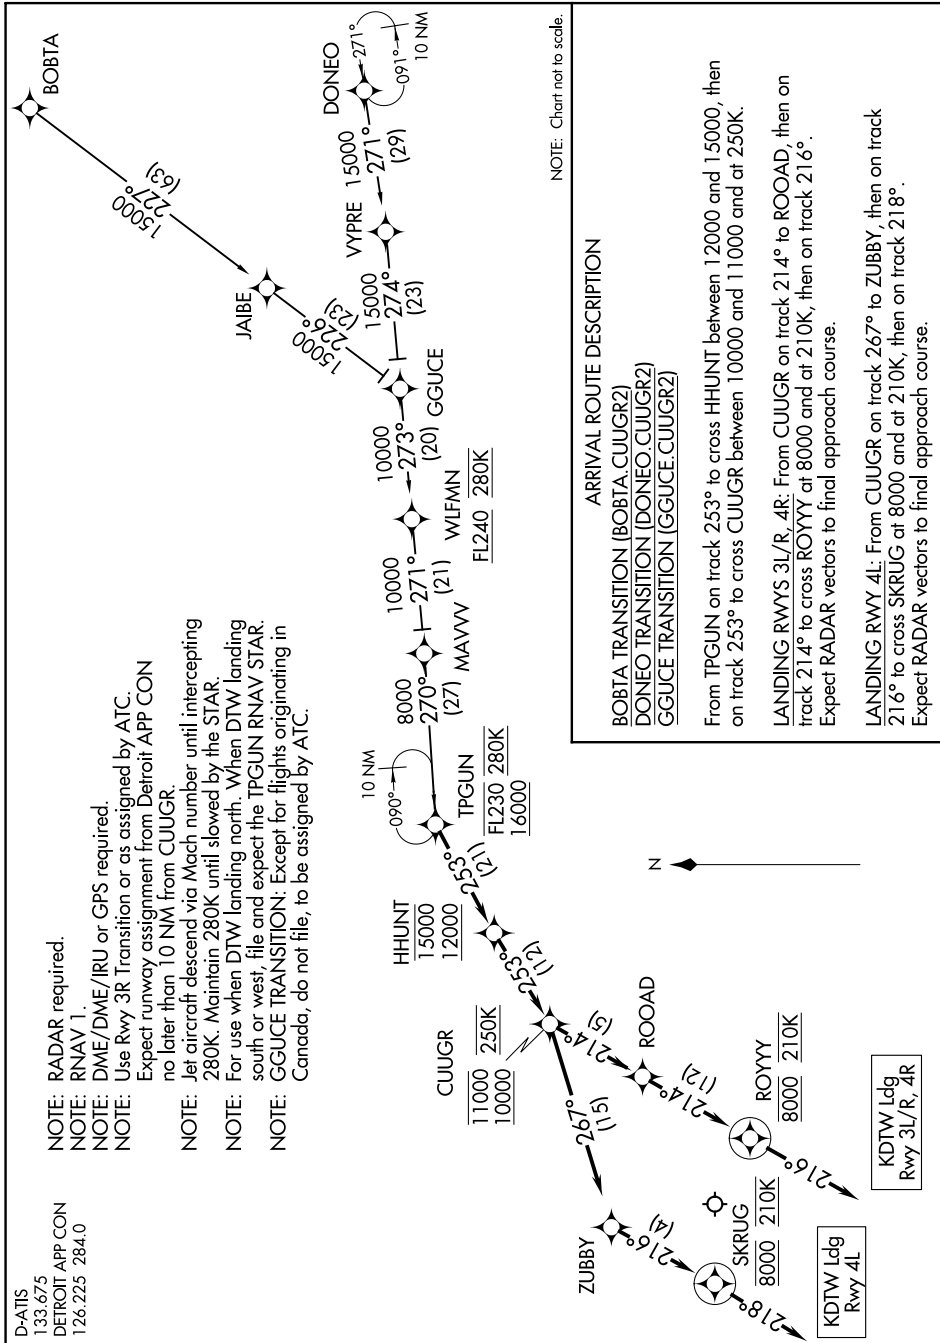 D-ATIS
133.675
DETROIT APP CON
126.225 284.0
NOTE: RADAR required.
NOTE: RNAV 1.
NOTE: DME/DME/IRU or GPS required.
NOTE: Use Rwy 3R Transition or as assigned by ATC.
Expect runway assignment from Detroit APP CON
no later than 10 NM from CUUGR.
NOTE: Jet aircraft descend via Mach number until intercepting
280K. Maintain 280K until slowed by the STAR.
NOTE: For use when DTW landing north. When DTW landing
south or west, file and expect the TPGUN RNAV STAR.
NOTE: GGUCE TRANSITION: Except for flights originating in
Canada, do not file, to be assigned by ATC.
BOBTA
15000
227°
(63)
JAIBE
15000
226°
(23)
DONEO
271°
091°
10 NM
15000
271°
(29)
VYPRE
15000
274°
(23)
GGUCE
10000
273°
(20)
WLFMN
FL240 280K
10000
271°
(21)
MAVVV
8000
270°
(27)
10 NM
090°
TPGUN
FL230 280K
16000
253°
(21)
HHUNT
15000
12000
253°
(12)
CUUGR
11000 250K
10000
214°
(5)
ROOAD
214°
(12)
ROYYY
8000 210K
216°
KDTW Ldg
Rwy 3L/R, 4R
267°
(15)
ZUBBY
216°
(4)
SKRUG
8000 210K
218°
KDTW Ldg
Rwy 4L
N
NOTE: Chart not to scale.
ARRIVAL ROUTE DESCRIPTION
BOBTA TRANSITION (BOBTA.CUUGR2)
DONEO TRANSITION (DONEO.CUUGR2)
GGUCE TRANSITION (GGUCE.CUUGR2)
From TPGUN on track 253° to cross HHUNT between 12000 and 15000, then
on track 253° to cross CUUGR between 10000 and 11000 and at 250K.
LANDING RWYS 3L/R, 4R: From CUUGR on track 214° to ROOAD, then on
track 214° to cross ROYYY at 8000 and at 210K, then on track 216°.
Expect RADAR vectors to final approach course.
LANDING RWY 4L: From CUUGR on track 267° to ZUBBY, then on track
216° to cross SKRUG at 8000 and at 210K, then on track 218°.
Expect RADAR vectors to final approach course.